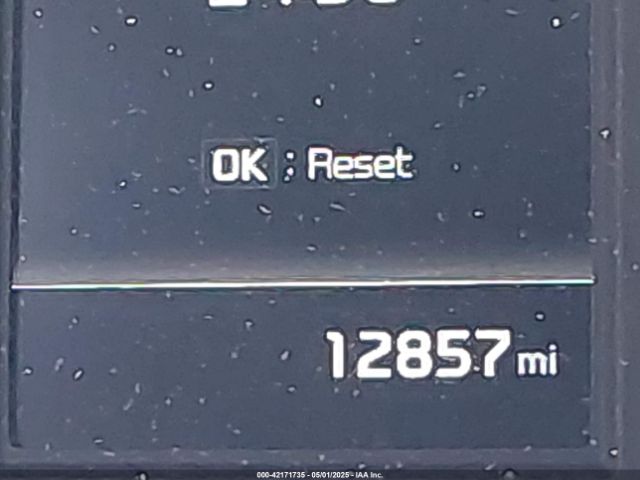 OK : Reset
12857 mi
000-42171735 - 05/01/2025 - IAA Inc.